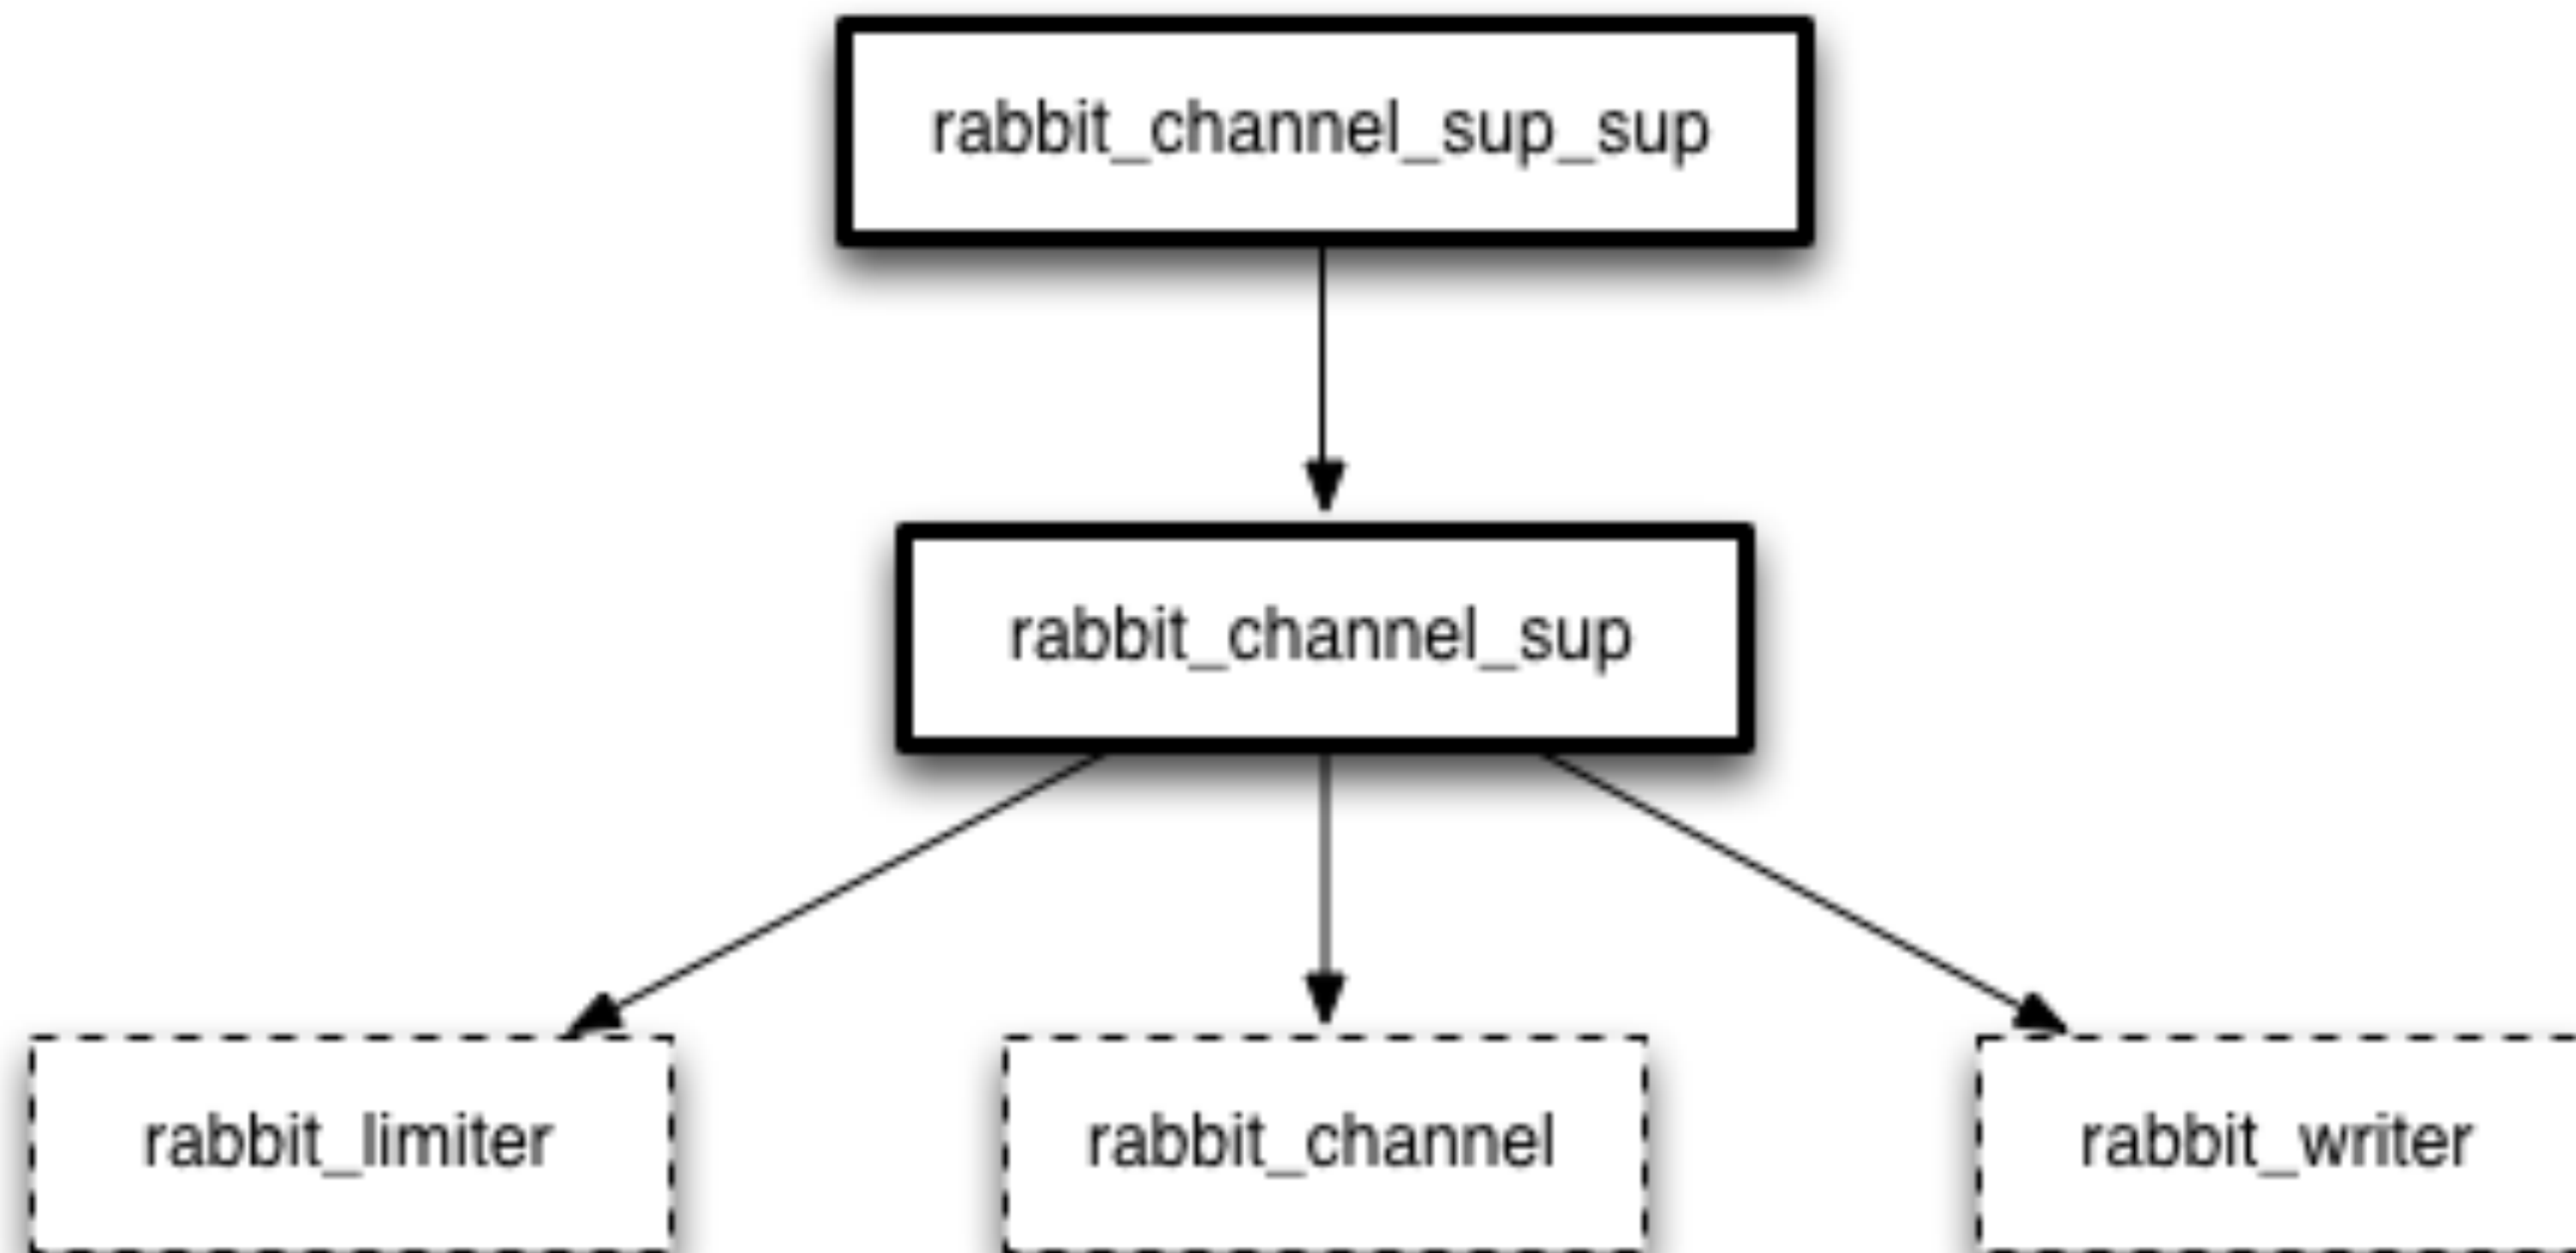 rabbit_channel_sup_sup
rabbit_channel_sup
rabbit_limiter
rabbit_channel
rabbit_writer